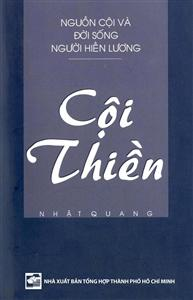 NGUỒN CỘI VÀ
ĐỜI SỐNG
NGƯỜI HIỀN LƯƠNG
Cội
Thiền
NHẬT QUANG
NHÀ XUẤT BẢN TỔNG HỢP THÀNH PHỐ HỒ CHÍ MINH